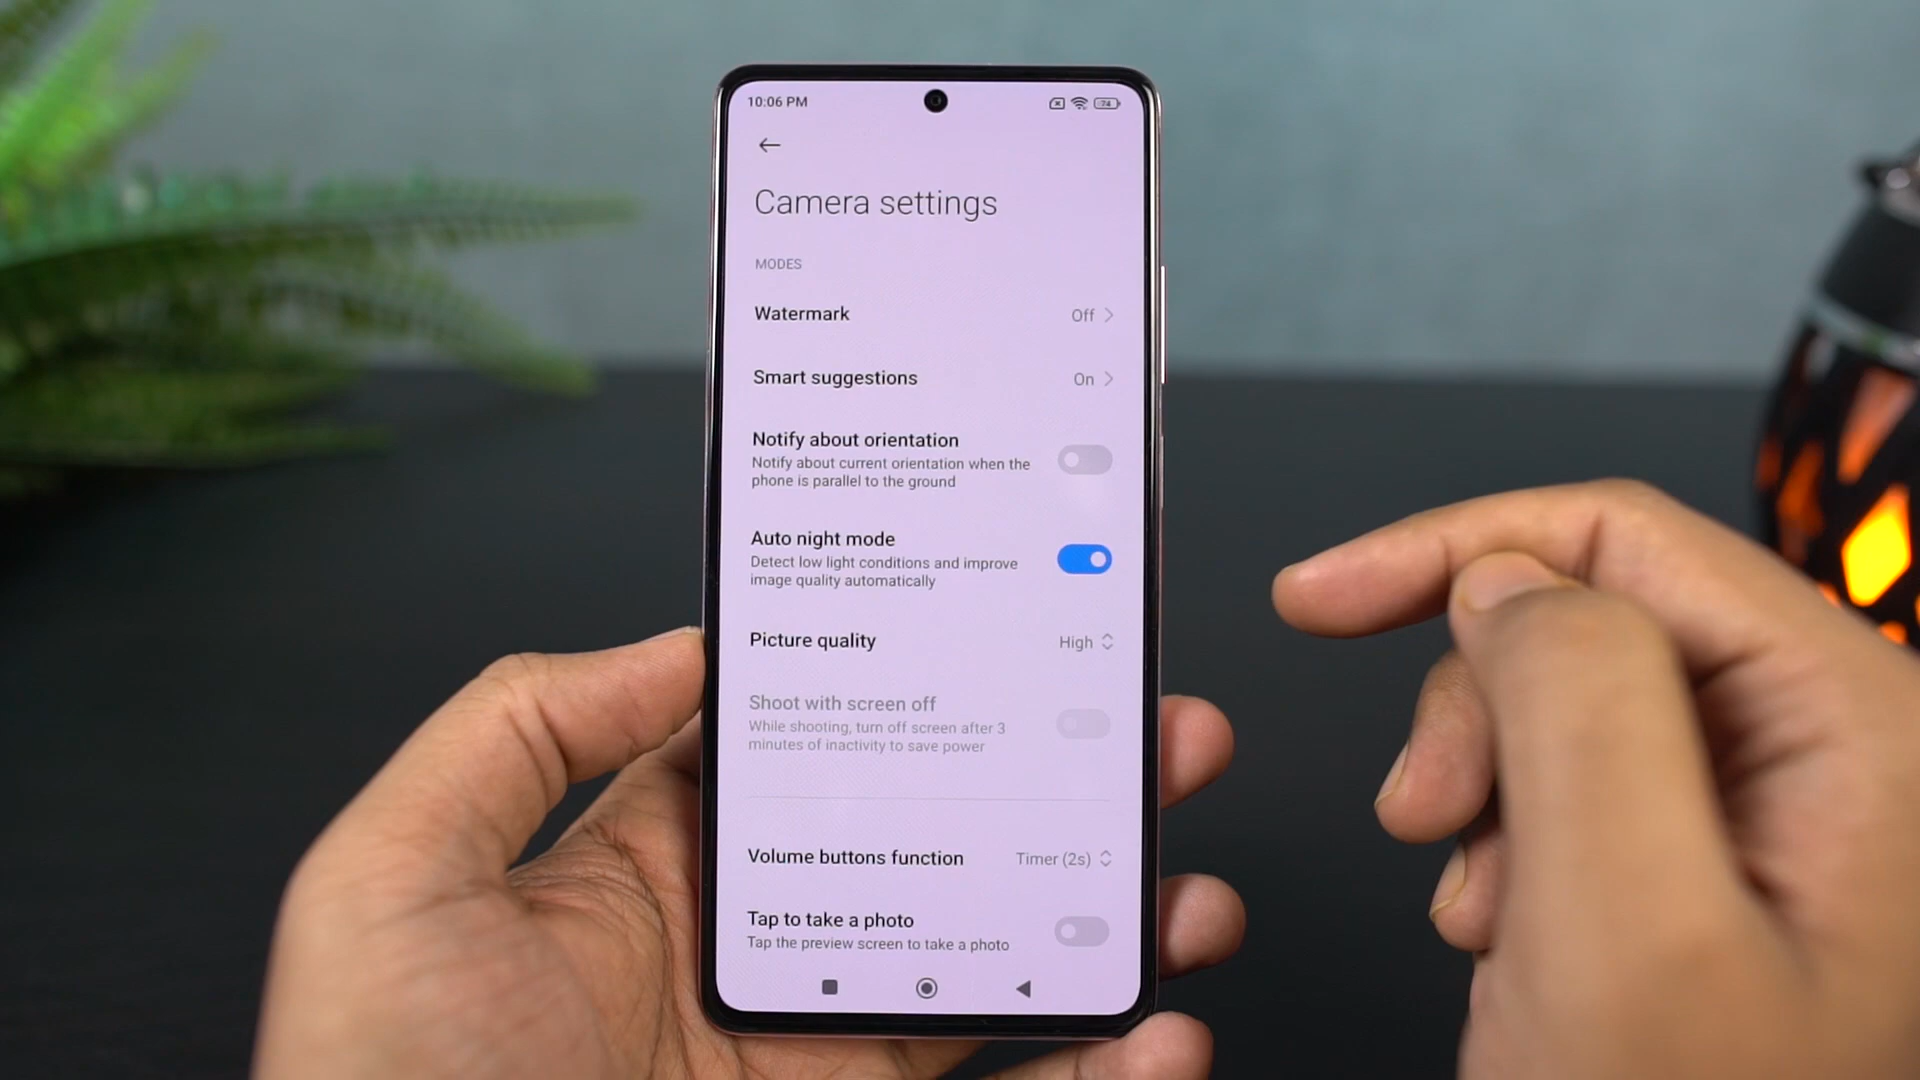 10:06 PM
74
Camera settings
MODES
Watermark
Off
Smart suggestions
On
Notify about orientation
Notify about current orientation when the
phone is parallel to the ground
Auto night mode
Detect low light conditions and improve
image quality automatically
Picture quality
High
Shoot with screen off
While shooting, turn off screen after 3
minutes of inactivity to save power
Volume buttons function
Timer (2s)
Tap to take a photo
Tap the preview screen to take a photo